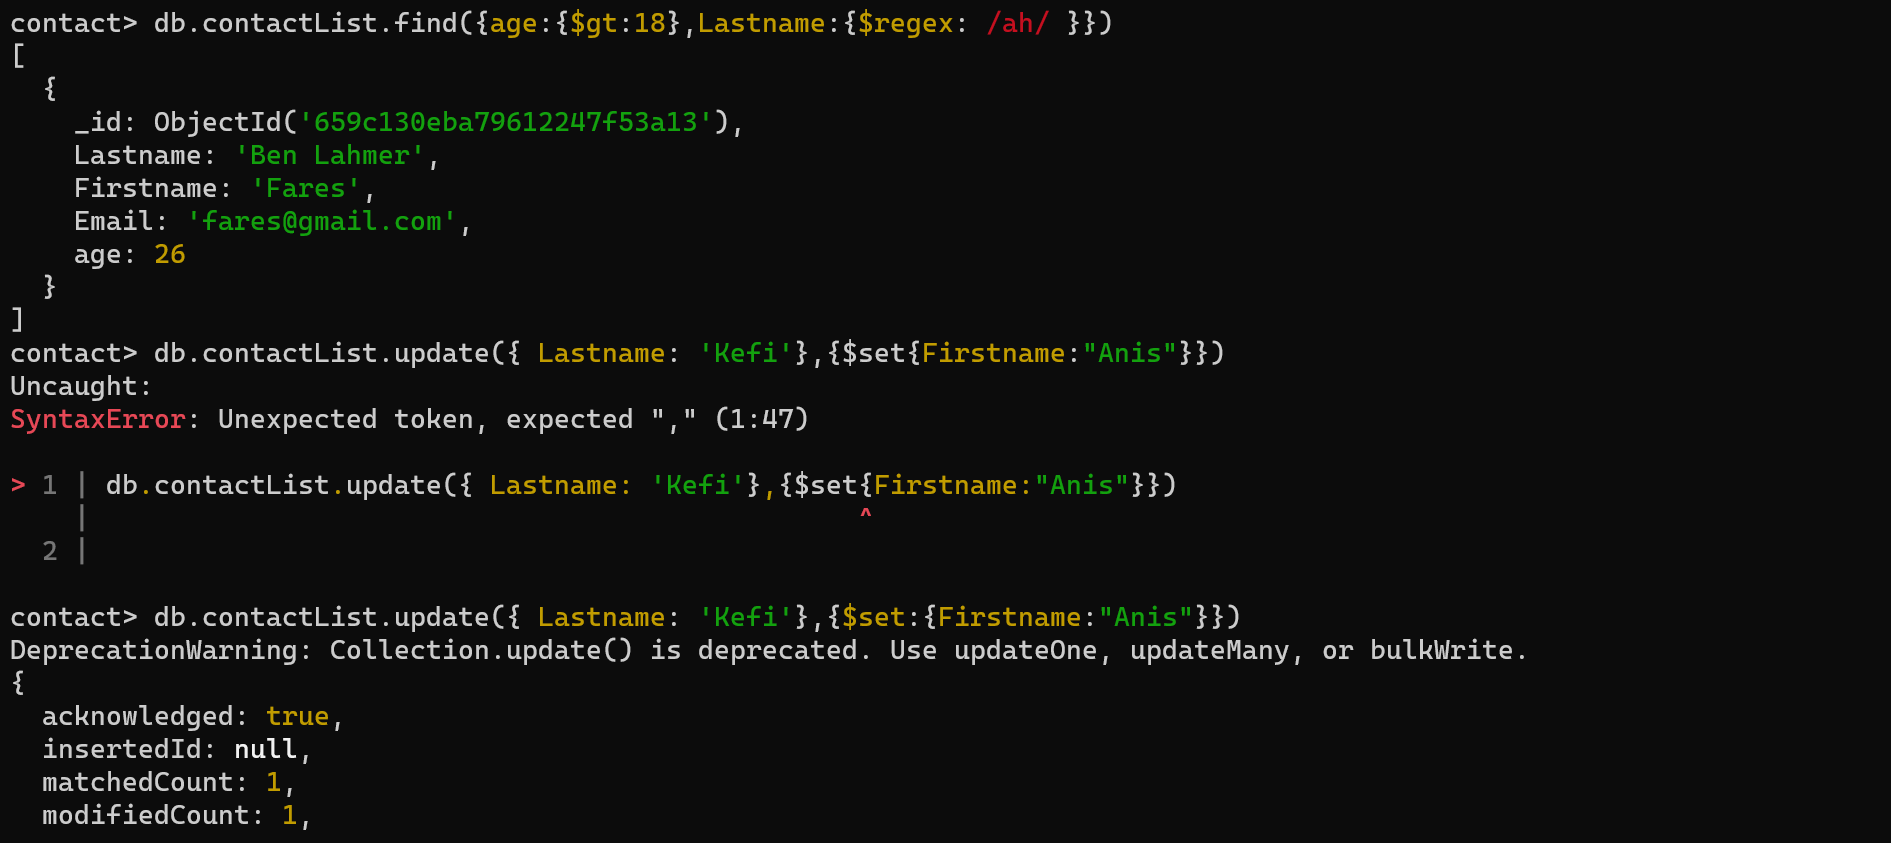 contact> db.contactList.find({age:{$gt:18},Lastname:{$regex: /ah/ }})
[
  {
    _id: ObjectId('659c130eba79612247f53a13'),
    Lastname: 'Ben Lahmer',
    Firstname: 'Fares',
    Email: 'fares@gmail.com',
    age: 26
  }
]
contact> db.contactList.update({ Lastname: 'Kefi'},{$set{Firstname:"Anis"}})
Uncaught:
SyntaxError: Unexpected token, expected "," (1:47)

> 1 | db.contactList.update({ Lastname: 'Kefi'},{$set{Firstname:"Anis"}})
    |                                                ^
  2 |

contact> db.contactList.update({ Lastname: 'Kefi'},{$set:{Firstname:"Anis"}})
DeprecationWarning: Collection.update() is deprecated. Use updateOne, updateMany, or bulkWrite.
{
  acknowledged: true,
  insertedId: null,
  matchedCount: 1,
  modifiedCount: 1,